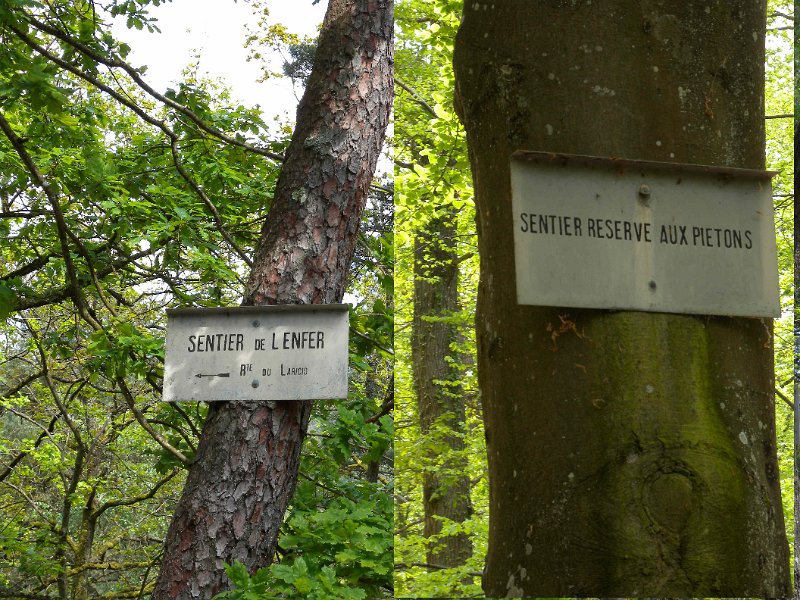 SENTIER DE L'ENFER
RTE DU LARICIO
SENTIER RESERVE AUX PIETONS